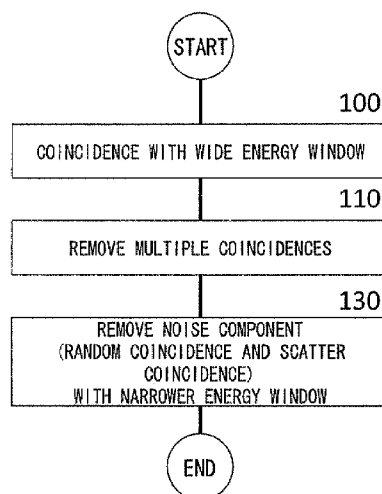 START
100
COINCIDENCE WITH WIDE ENERGY WINDOW
110
REMOVE MULTIPLE COINCIDENCES
130
REMOVE NOISE COMPONENT
(RANDOM COINCIDENCE AND SCATTER
COINCIDENCE)
WITH NARROWER ENERGY WINDOW
END